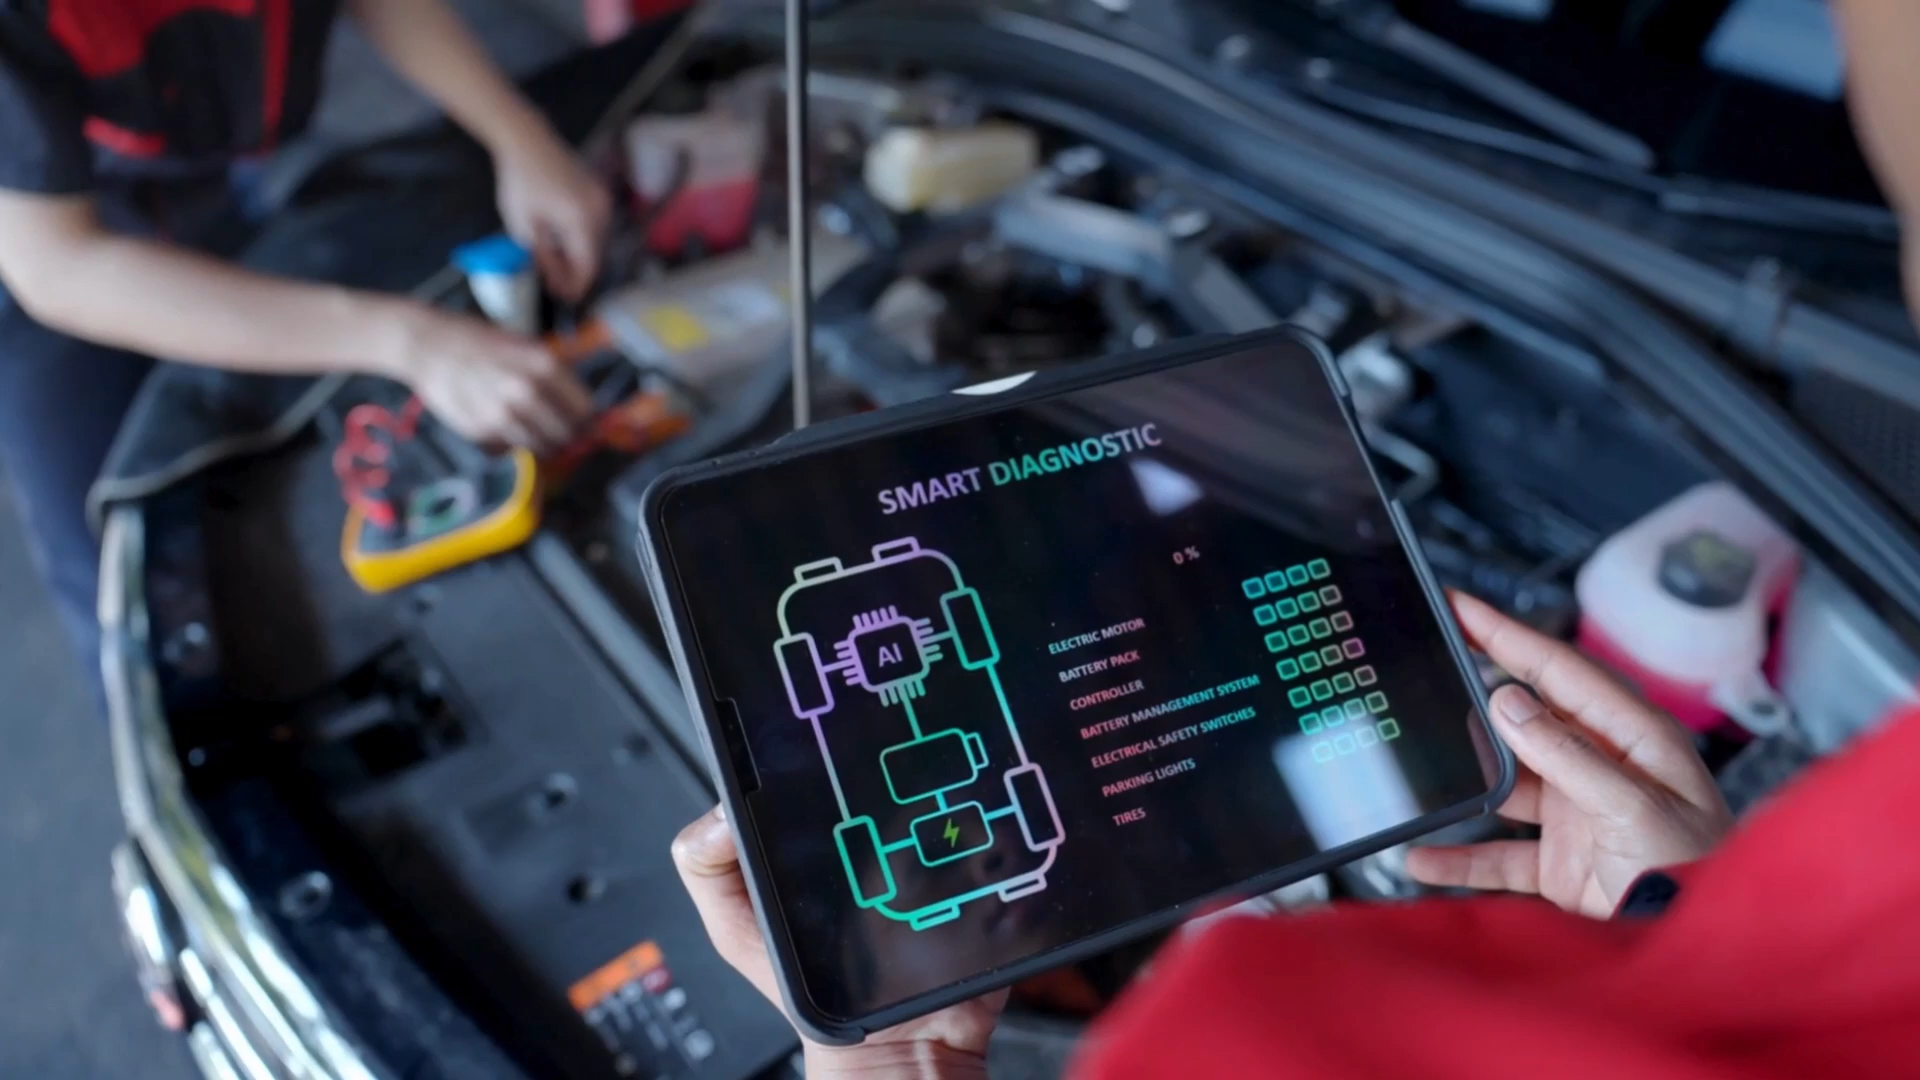 SMART DIAGNOSTIC
0 %
AI
ELECTRIC MOTOR
BATTERY PACK
CONTROLLER
BATTERY MANAGEMENT SYSTEM
ELECTRICAL SAFETY SWITCHES
PARKING LIGHTS
TIRES